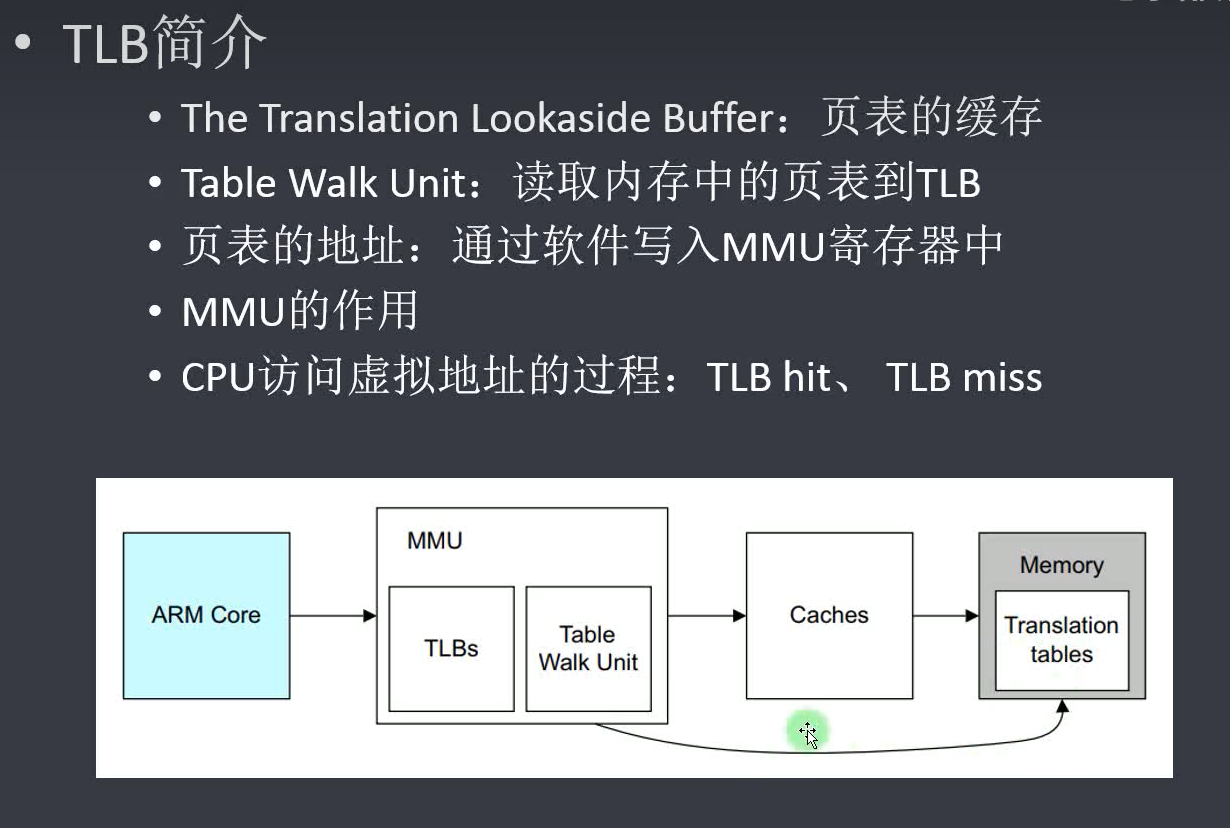 • TLB简介
• The Translation Lookaside Buffer：页表的缓存
• Table Walk Unit：读取内存中的页表到TLB
• 页表的地址：通过软件写入MMU寄存器中
• MMU的作用
• CPU访问虚拟地址的过程：TLB hit、 TLB miss
MMU
Memory
ARM Core
TLBs
Table
Walk Unit
Caches
Translation
tables